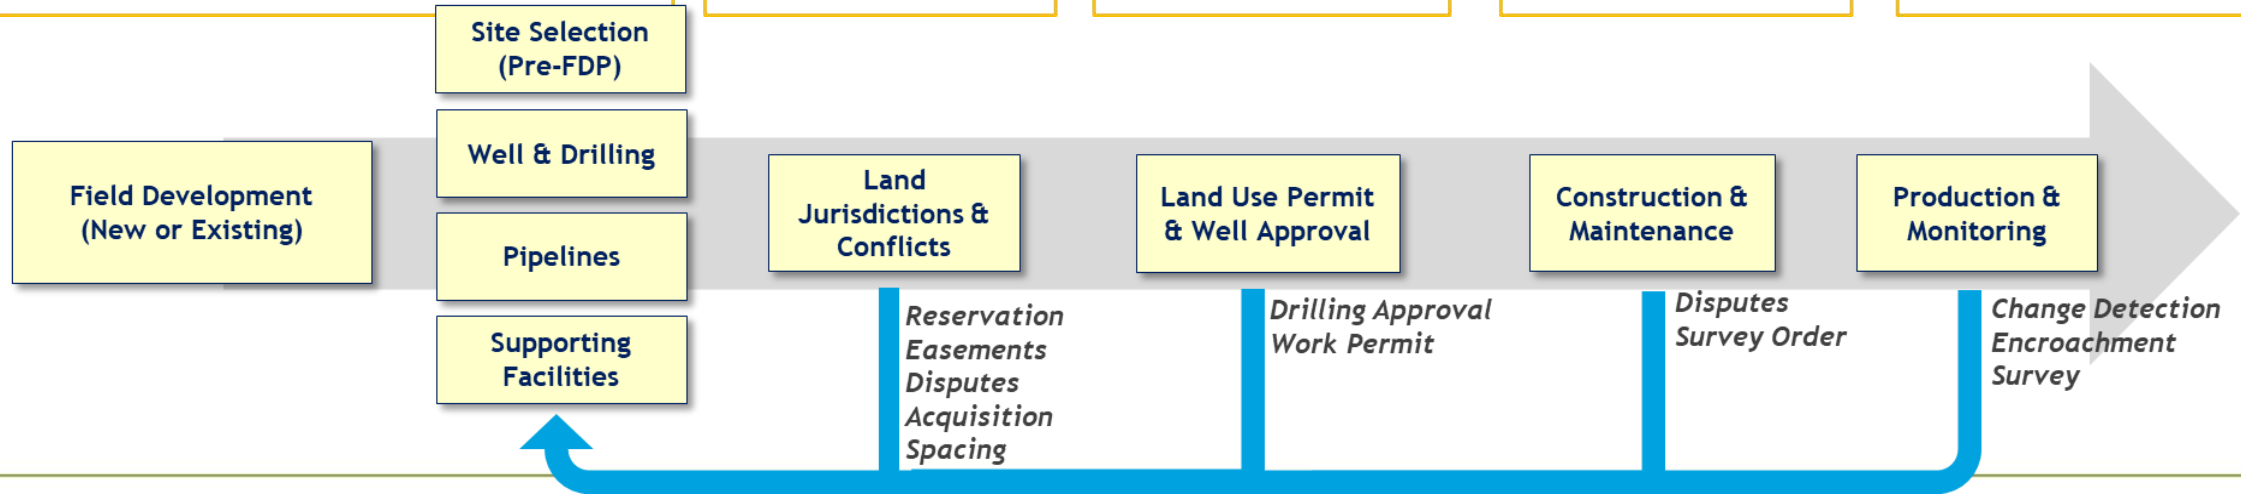 Field Development
(New or Existing)
Site Selection
(Pre-FDP)
Well & Drilling
Pipelines
Supporting
Facilities
Land
Jurisdictions &
Conflicts
Reservation
Easements
Disputes
Acquisition
Spacing
Land Use Permit
& Well Approval
Drilling Approval
Work Permit
Construction &
Maintenance
Disputes
Survey Order
Production &
Monitoring
Change Detection
Encroachment
Survey